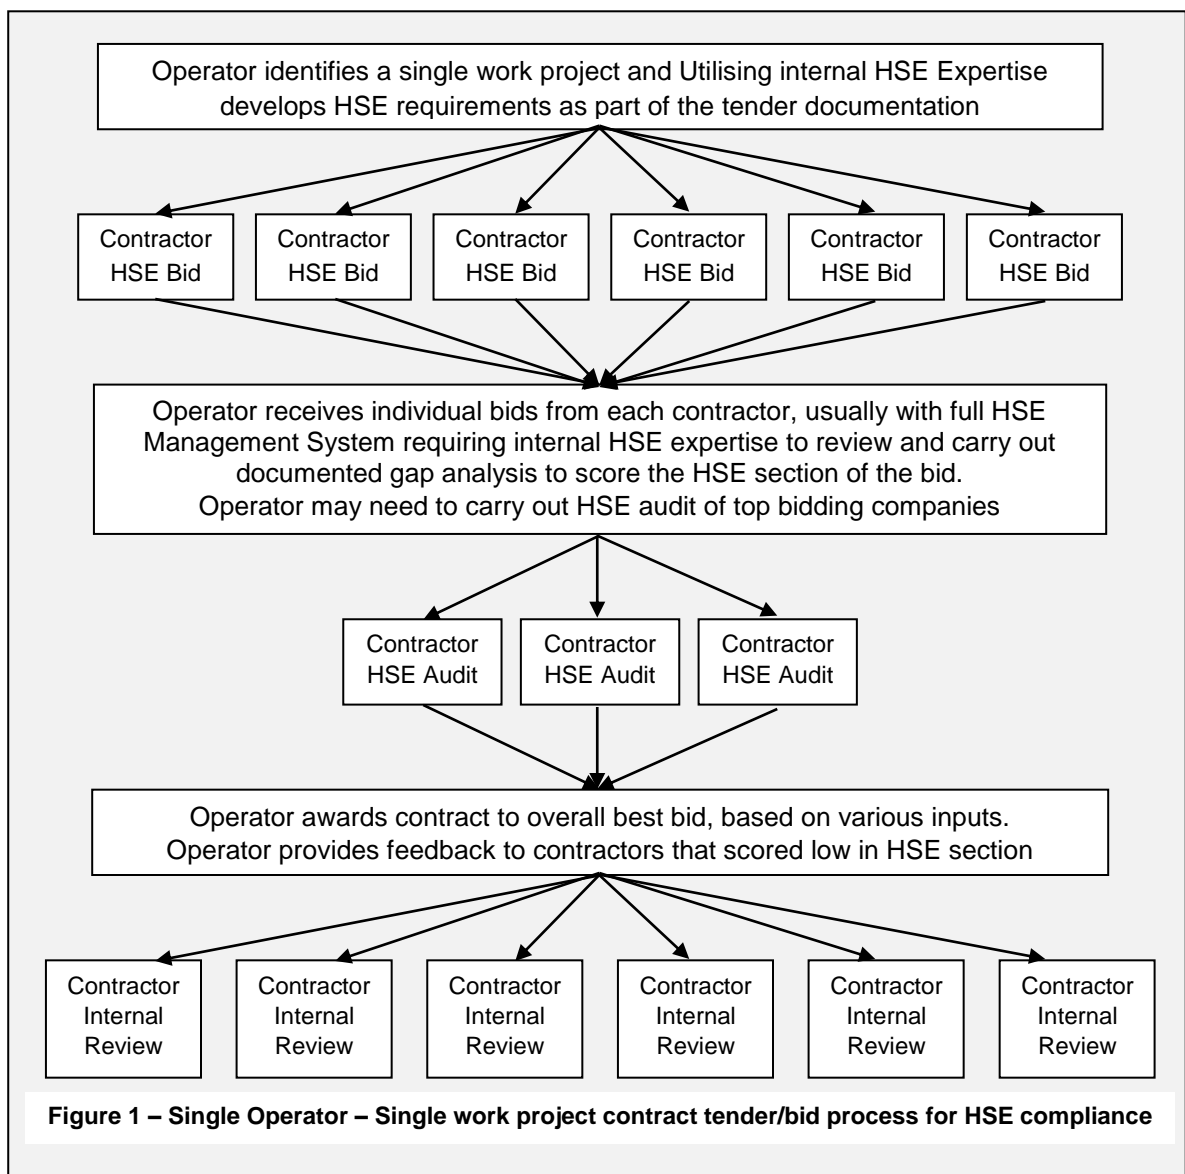 Operator identifies a single work project and Utilising internal HSE Expertise
develops HSE requirements as part of the tender documentation
Contractor
HSE Bid
Contractor
HSE Bid
Contractor
HSE Bid
Contractor
HSE Bid
Contractor
HSE Bid
Contractor
HSE Bid
Operator receives individual bids from each contractor, usually with full HSE
Management System requiring internal HSE expertise to review and carry out
documented gap analysis to score the HSE section of the bid.
Operator may need to carry out HSE audit of top bidding companies
Contractor
HSE Audit
Contractor
HSE Audit
Contractor
HSE Audit
Operator awards contract to overall best bid, based on various inputs.
Operator provides feedback to contractors that scored low in HSE section
Contractor
Internal
Review
Contractor
Internal
Review
Contractor
Internal
Review
Contractor
Internal
Review
Contractor
Internal
Review
Contractor
Internal
Review
Figure 1 – Single Operator – Single work project contract tender/bid process for HSE compliance